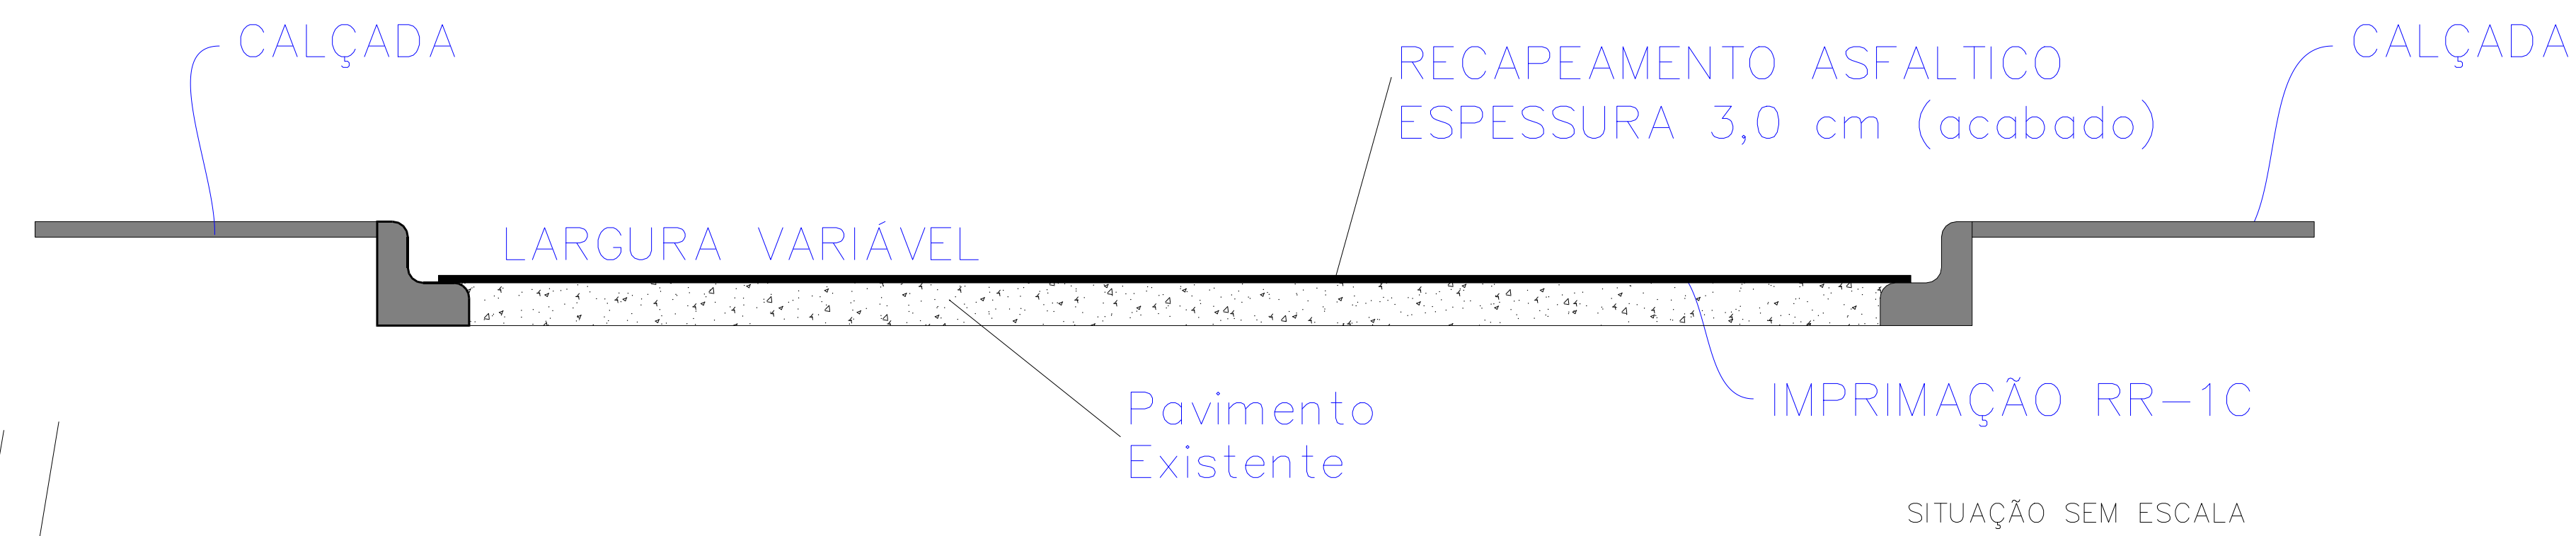 CALÇADA
RECAPEAMENTO ASFALTICO
ESPESSURA 3,0 cm (acabado)
CALÇADA
LARGURA VARIÁVEL
Pavimento
Existente
IMPRIMAÇÃO RR-1C
SITUAÇÃO SEM ESCALA